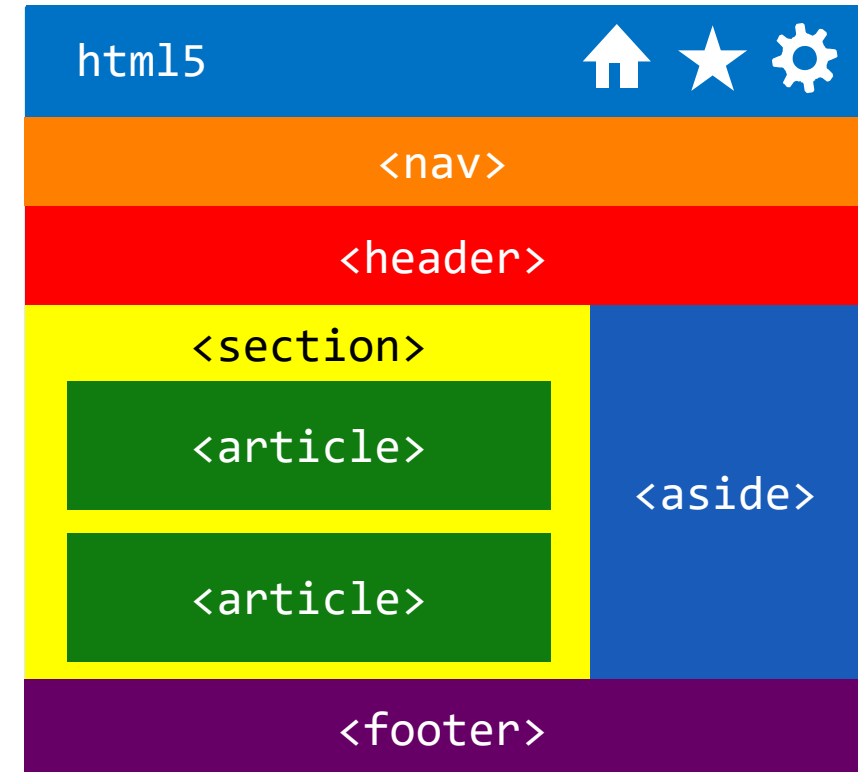 html5
<nav>
<header>
<section>
<article>
<aside>
<article>
<footer>